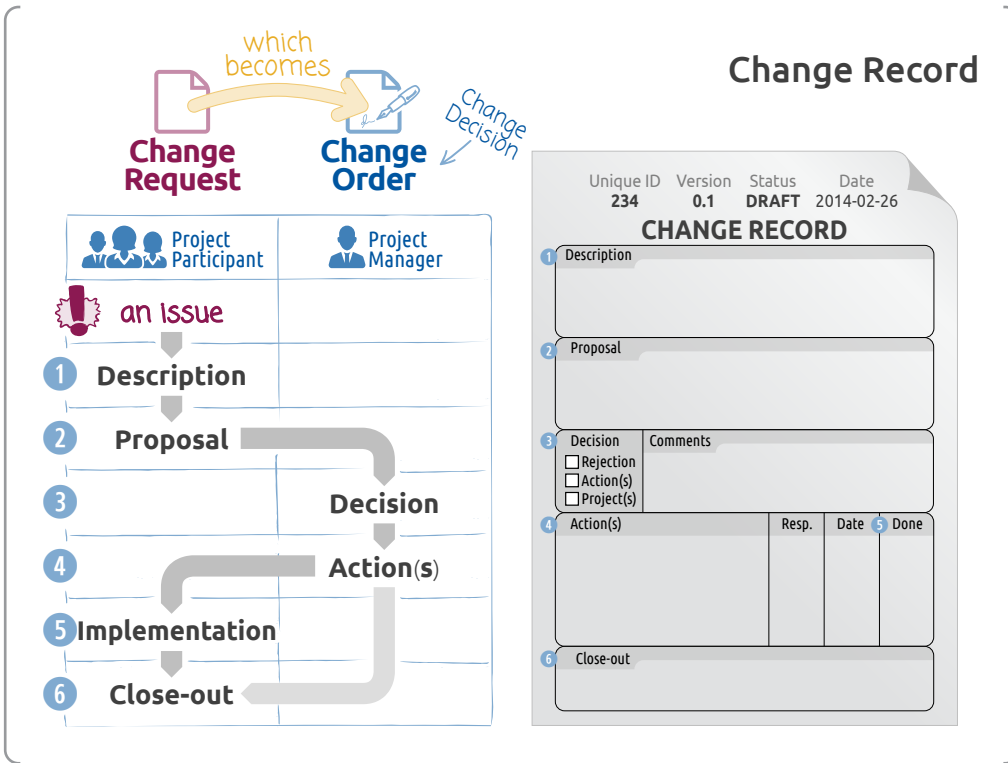 which
becomes
Change Record
Change
Decision
Change
Request
Change
Order
Project
Participant
Project
Manager
an issue
1 Description
2 Proposal
3 Decision
4 Action(s)
5 Implementation
6 Close-out
Unique ID Version Status Date
234 0.1 DRAFT 2014-02-26
CHANGE RECORD
1 Description
2 Proposal
3 Decision Comments
Rejection
Action(s)
Project(s)
4 Action(s) Resp. Date 5 Done
6 Close-out